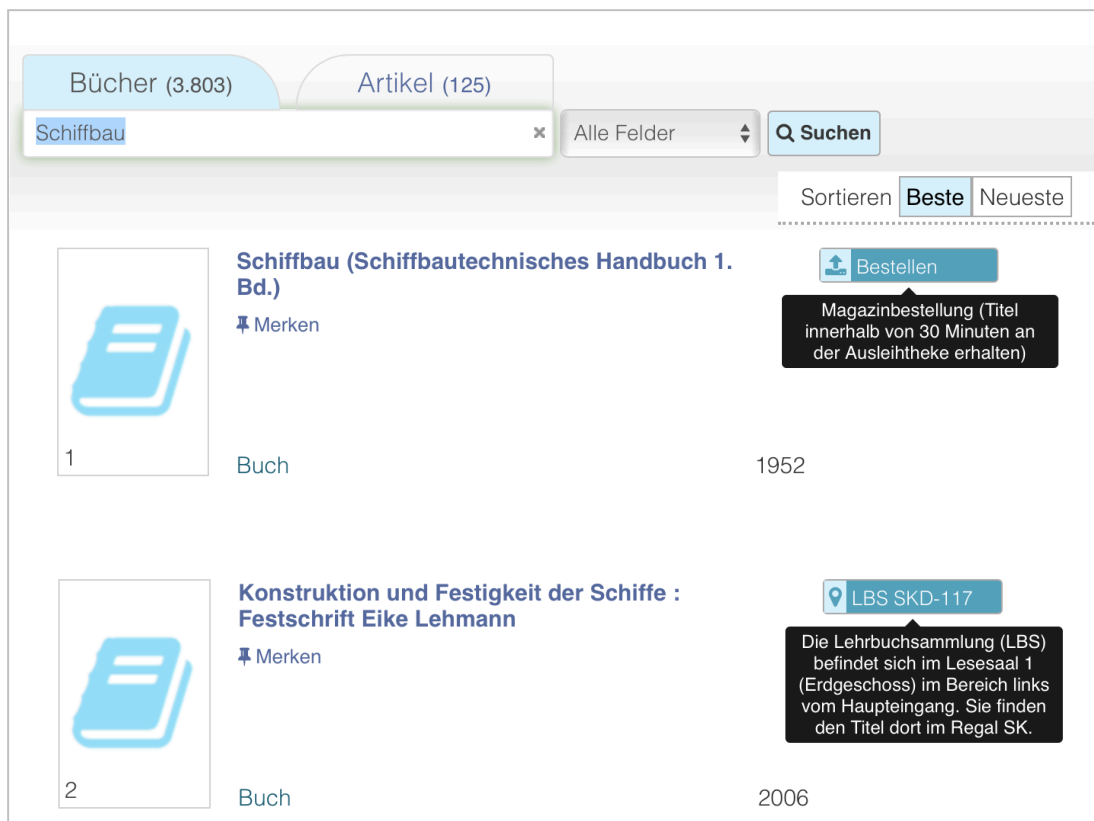 Bücher (3.803)
Artikel (125)
Schiffbau
Alle Felder
Suchen
Sortieren Beste Neueste
Schiffbau (Schiffbautechnisches Handbuch 1.
Bd.)
Merken
Bestellen
Magazinbestellung (Titel
innerhalb von 30 Minuten an
der Ausleihtheke erhalten)
1
Buch
1952
Konstruktion und Festigkeit der Schiffe :
Festschrift Eike Lehmann
Merken
LBS SKD-117
Die Lehrbuchsammlung (LBS)
befindet sich im Lesesaal 1
(Erdgeschoss) im Bereich links
vom Haupteingang. Sie finden
den Titel dort im Regal SK.
2
Buch
2006